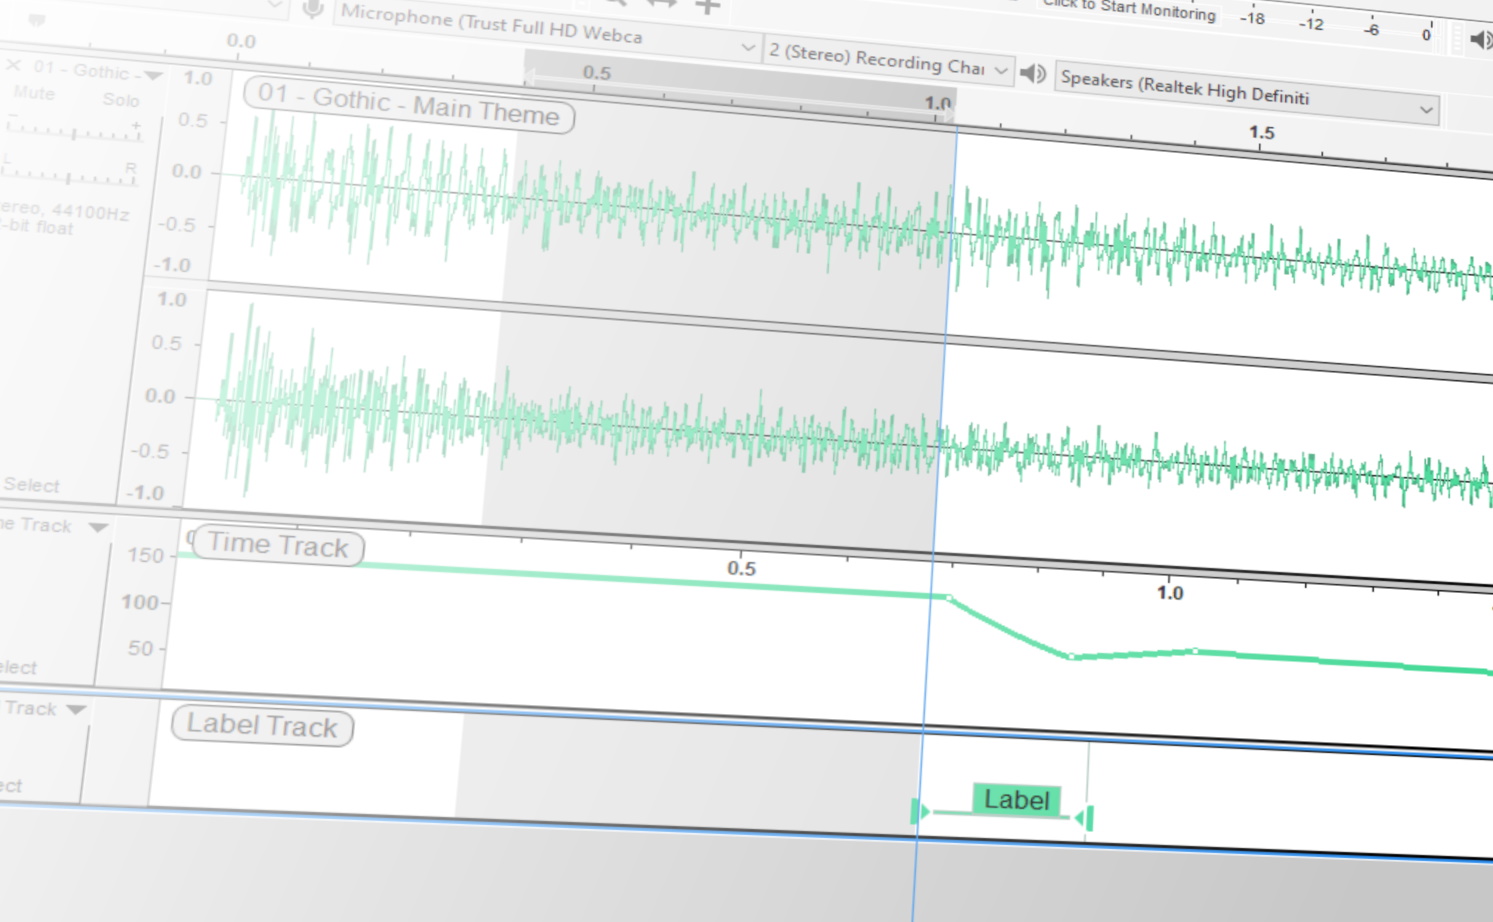 Click to Start Monitoring -18 -12 -6 0
Microphone (Trust Full HD Webca
2 (Stereo) Recording Chai
Speakers (Realtek High Definiti
0.0 0.5 1.0 1.5
01 - Gothic -
Mute Solo
- +
L R
ereo, 44100Hz
-bit float
Select
1.0
0.5
0.0
-0.5
-1.0
01 - Gothic - Main Theme
1.0
0.5
0.0
-0.5
-1.0
ne Track
elect
150
100
50
Time Track
0.5 1.0
Track
ect
Label Track
Label